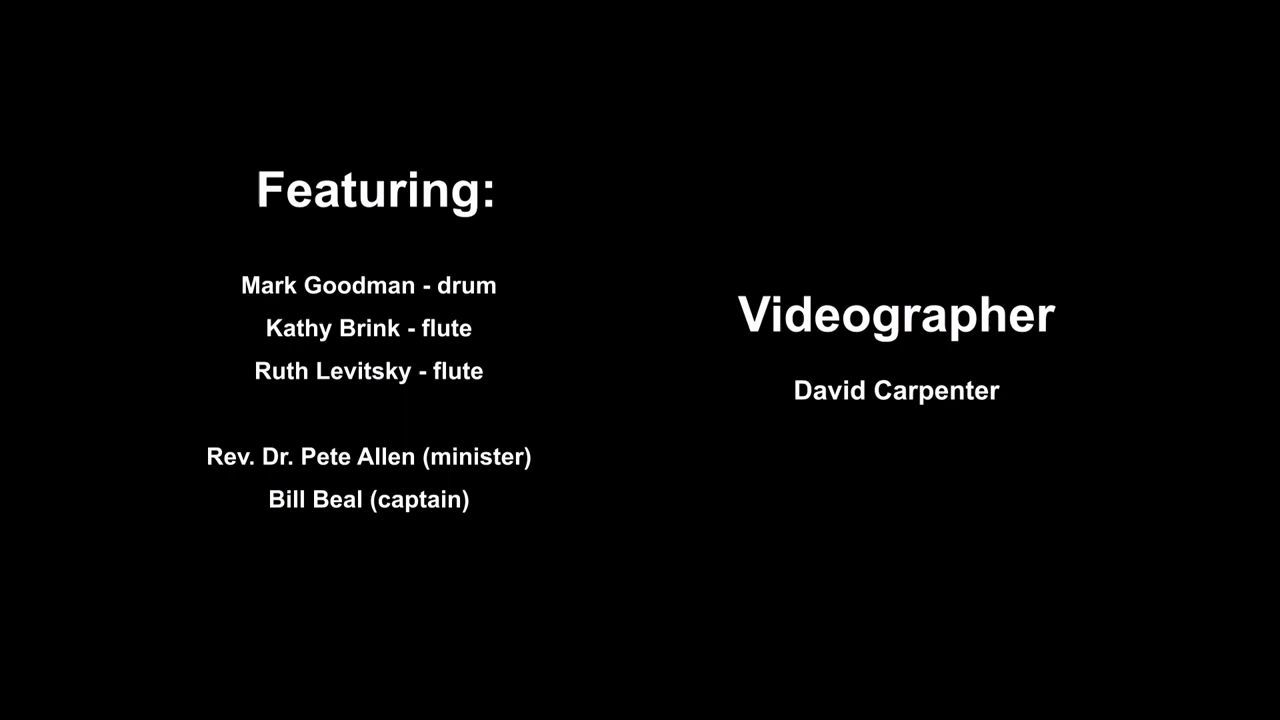 Featuring:
Mark Goodman - drum
Kathy Brink - flute
Ruth Levitsky - flute
Rev. Dr. Pete Allen (minister)
Bill Beal (captain)
Videographer
David Carpenter